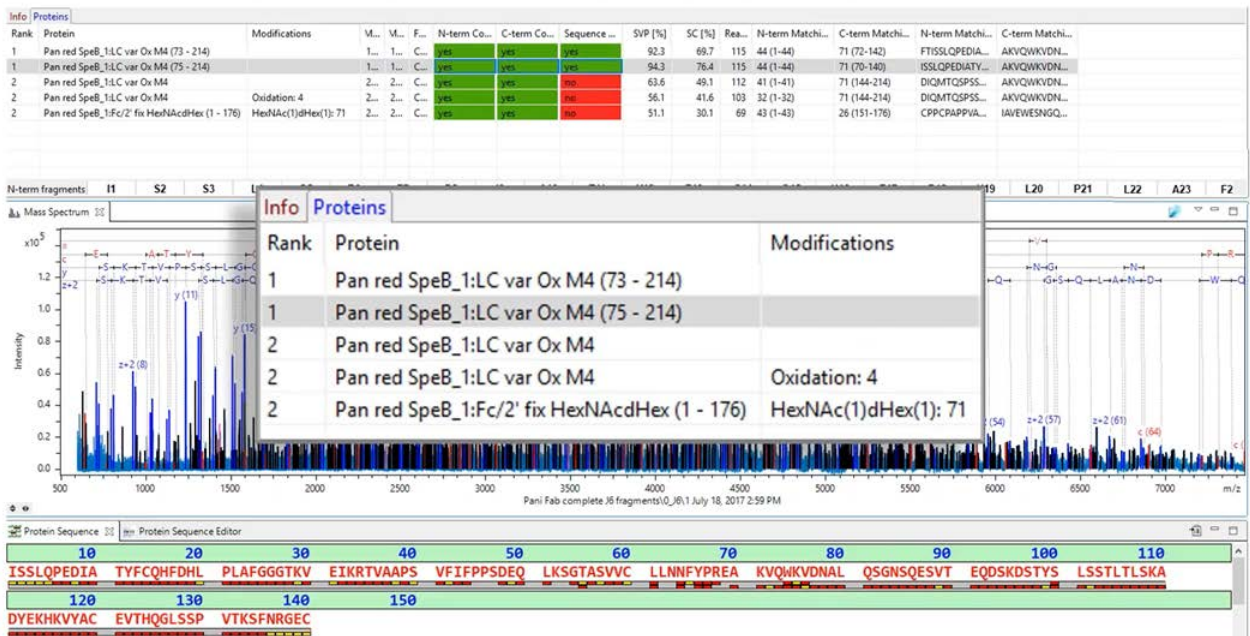 Info Proteins
Rank Protein Modifications M... M... F... N-term Co... C-term Co... Sequence ... SVP [%] SC [%] Rea... N-term Matchi... C-term Matchi... N-term Matchi... C-term Matchi...
1 Pan red SpeB_1:LC var Ox M4 (73 - 214) 1... 1... C... yes yes yes 92.3 69.7 115 44 (1-44) 71 (72-142) FTISSLQPEDIA... AKVQWKVDN...
1 Pan red SpeB_1:LC var Ox M4 (75 - 214) 1... 1... C... yes yes yes 94.3 76.4 115 44 (1-44) 71 (70-140) ISSLQPEDIATY... AKVQWKVDN...
2 Pan red SpeB_1:LC var Ox M4 2... 2... C... yes yes no 63.6 49.1 112 41 (1-41) 71 (144-214) DIQMTQSPSS... AKVQWKVDN...
2 Pan red SpeB_1:LC var Ox M4 Oxidation: 4 2... 2... C... yes yes no 56.1 41.6 103 32 (1-32) 71 (144-214) DIQMTQSPSS... AKVQWKVDN...
2 Pan red SpeB_1:Fc/2' fix HexNAcdHex (1 - 176) HexNAc(1)dHex(1): 71 2... 2... C... yes yes no 51.1 30.1 69 43 (1-43) 26 (151-176) CPPCPAPPVA... IAVEWESNGQ...
N-term fragments I1 S2 S3 L20 P21 L22 A23 F2
Mass Spectrum
Info Proteins
Rank Protein Modifications
1 Pan red SpeB_1:LC var Ox M4 (73 - 214)
1 Pan red SpeB_1:LC var Ox M4 (75 - 214)
2 Pan red SpeB_1:LC var Ox M4
2 Pan red SpeB_1:LC var Ox M4 Oxidation: 4
2 Pan red SpeB_1:Fc/2' fix HexNAcdHex (1 - 176) HexNAc(1)dHex(1): 71
x10^5
c
y
z+2
E A T Y
S K T V P S S L G
S K T V S L G Q
V
N G N
Q G S Q L A N D
P R
W Q
1.2
1.0
0.8
0.6
0.4
0.2
0.0
Intensity
y (11)
y (15)
z+2 (8)
(54)
z+2 (57)
z+2 (61)
c (64)
500 1000 1500 2000 2500 3000 3500 4000 4500 5000 5500 6000 6500 7000 m/z
Pani Fab complete J6 fragments\0_J6\1 July 18, 2017 2:59 PM
Protein Sequence Protein Sequence Editor
10 20 30 40 50 60 70 80 90 100 110
ISSLQPEDIA TYFCQHFDHL PLAFGGGTKV EIKRTVAAPS VFIFPPSDEQ LKSGTASVVC LLNNFYPREA KVQWKVDNAL QSGNSQESVT EQDSKDSTYS LSSTLTLSKA
120 130 140 150
DYEKHKVYAC EVTHQGLSSP VTKSFNRGEC